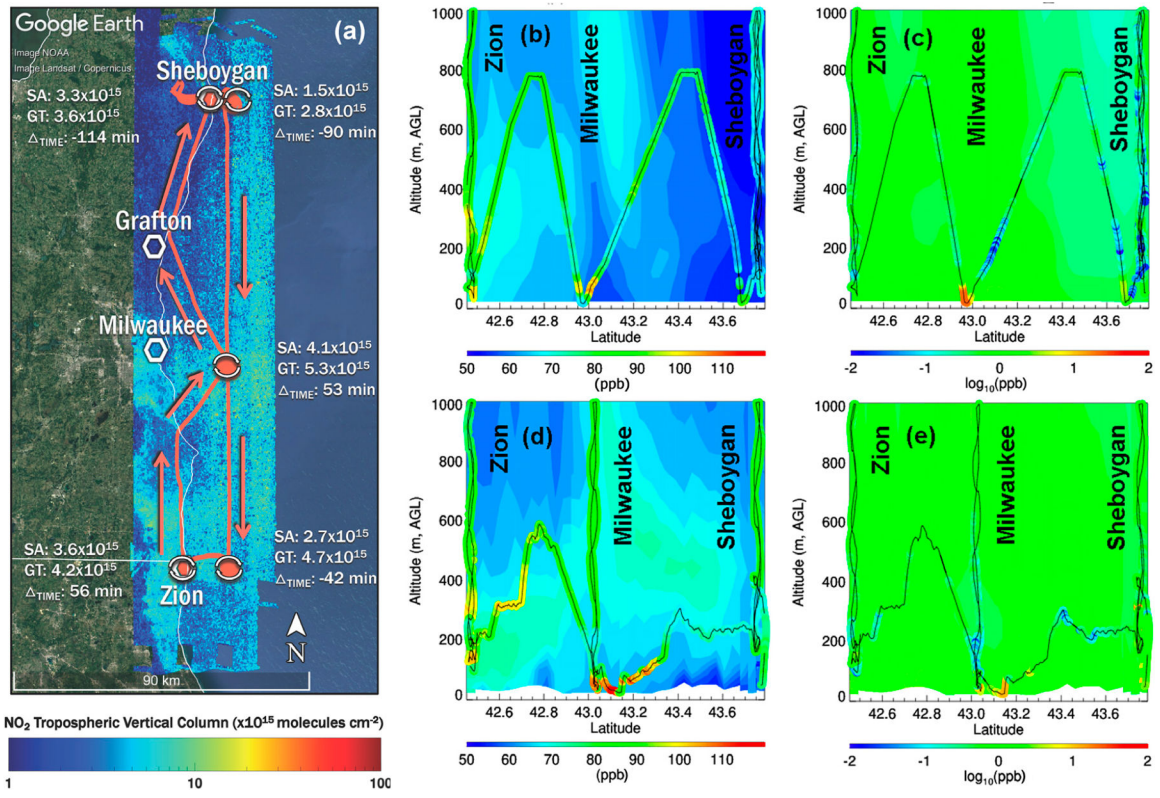 Google Earth
Image NOAA
Image Landsat / Copernicus
(a)
Sheboygan
SA: 3.3x10¹⁵
GT: 3.6x10¹⁵
△TIME: -114 min
SA: 1.5x10¹⁵
GT: 2.8x10¹⁵
△TIME: -90 min
Grafton
Milwaukee
SA: 4.1x10¹⁵
GT: 5.3x10¹⁵
△TIME: 53 min
SA: 3.6x10¹⁵
GT: 4.2x10¹⁵
△TIME: 56 min
SA: 2.7x10¹⁵
GT: 4.7x10¹⁵
△TIME: -42 min
Zion
N
90 km
NO₂ Tropospheric Vertical Column (x10¹⁵ molecules cm⁻²)
1 10 100
(b)
Zion
Milwaukee
Sheboygan
Altitude (m, AGL)
1000
800
600
400
200
0
42.6 42.8 43.0 43.2 43.4 43.6
Latitude
50 60 70 80 90 100 110
(ppb)
(c)
Zion
Milwaukee
Sheboygan
Altitude (m, AGL)
1000
800
600
400
200
0
42.6 42.8 43.0 43.2 43.4 43.6
Latitude
-2 -1 0 1 2
log₁₀(ppb)
(d)
Zion
Milwaukee
Sheboygan
Altitude (m, AGL)
1000
800
600
400
200
0
42.6 42.8 43.0 43.2 43.4 43.6
Latitude
50 60 70 80 90 100 110
(ppb)
(e)
Zion
Milwaukee
Sheboygan
Altitude (m, AGL)
1000
800
600
400
200
0
42.6 42.8 43.0 43.2 43.4 43.6
Latitude
-2 -1 0 1 2
log₁₀(ppb)